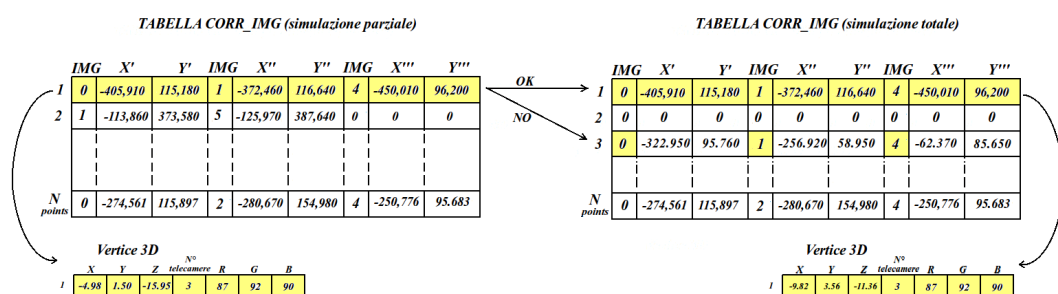 TABELLA CORR_IMG (simulazione parziale)
IMG X' Y' IMG X'' Y'' IMG X''' Y'''
1 0 -405,910 115,180 1 -372,460 116,640 4 -450,010 96,200
2 1 -113,860 373,580 5 -125,970 387,640 0 0 0
N points 0 -274,561 115,897 2 -280,670 154,980 4 -250,776 95.683
Vertice 3D
X Y Z N° telecamere R G B
1 -4.98 1.50 -15.95 3 87 92 90
OK
NO
TABELLA CORR_IMG (simulazione totale)
IMG X' Y' IMG X'' Y'' IMG X''' Y'''
1 0 -405,910 115,180 1 -372,460 116,640 4 -450,010 96,200
2 0 0 0 0 0 0 0 0 0
3 0 -322.950 95.760 1 -256.920 58.950 4 -62.370 85.650
N points 0 -274,561 115,897 2 -280,670 154,980 4 -250,776 95.683
Vertice 3D
X Y Z N° telecamere R G B
1 -9.82 3.56 -11.36 3 87 92 90